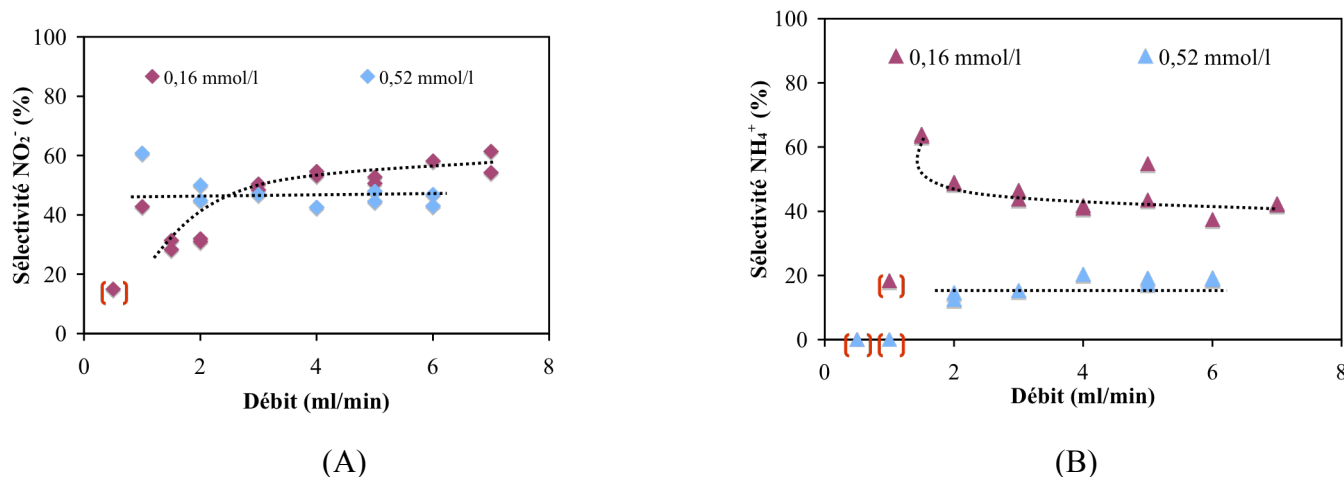 100
80
60
40
20
0
Sélectivité NO₂⁻ (%)
0,16 mmol/l
0,52 mmol/l
0
2
4
6
8
Débit (ml/min)
(A)
100
80
60
40
20
0
Sélectivité NH₄⁺ (%)
0,16 mmol/l
0,52 mmol/l
0
2
4
6
8
Débit (ml/min)
(B)